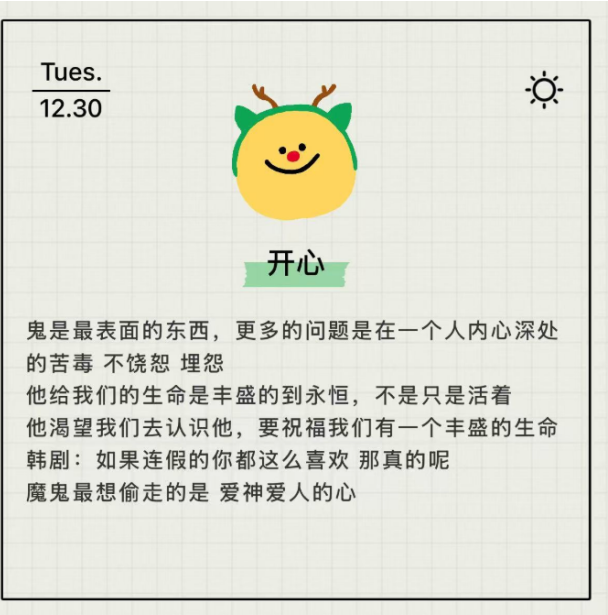 Tues.
12.30
开心
鬼是最表面的东西，更多的问题是在一个人内心深处
的苦毒 不饶恕 埋怨
他给我们的生命是丰盛的到永恒，不是只是活着
他渴望我们去认识他，要祝福我们有一个丰盛的生命
韩剧：如果连假的你都这么喜欢 那真的呢
魔鬼最想偷走的是 爱神爱人的心